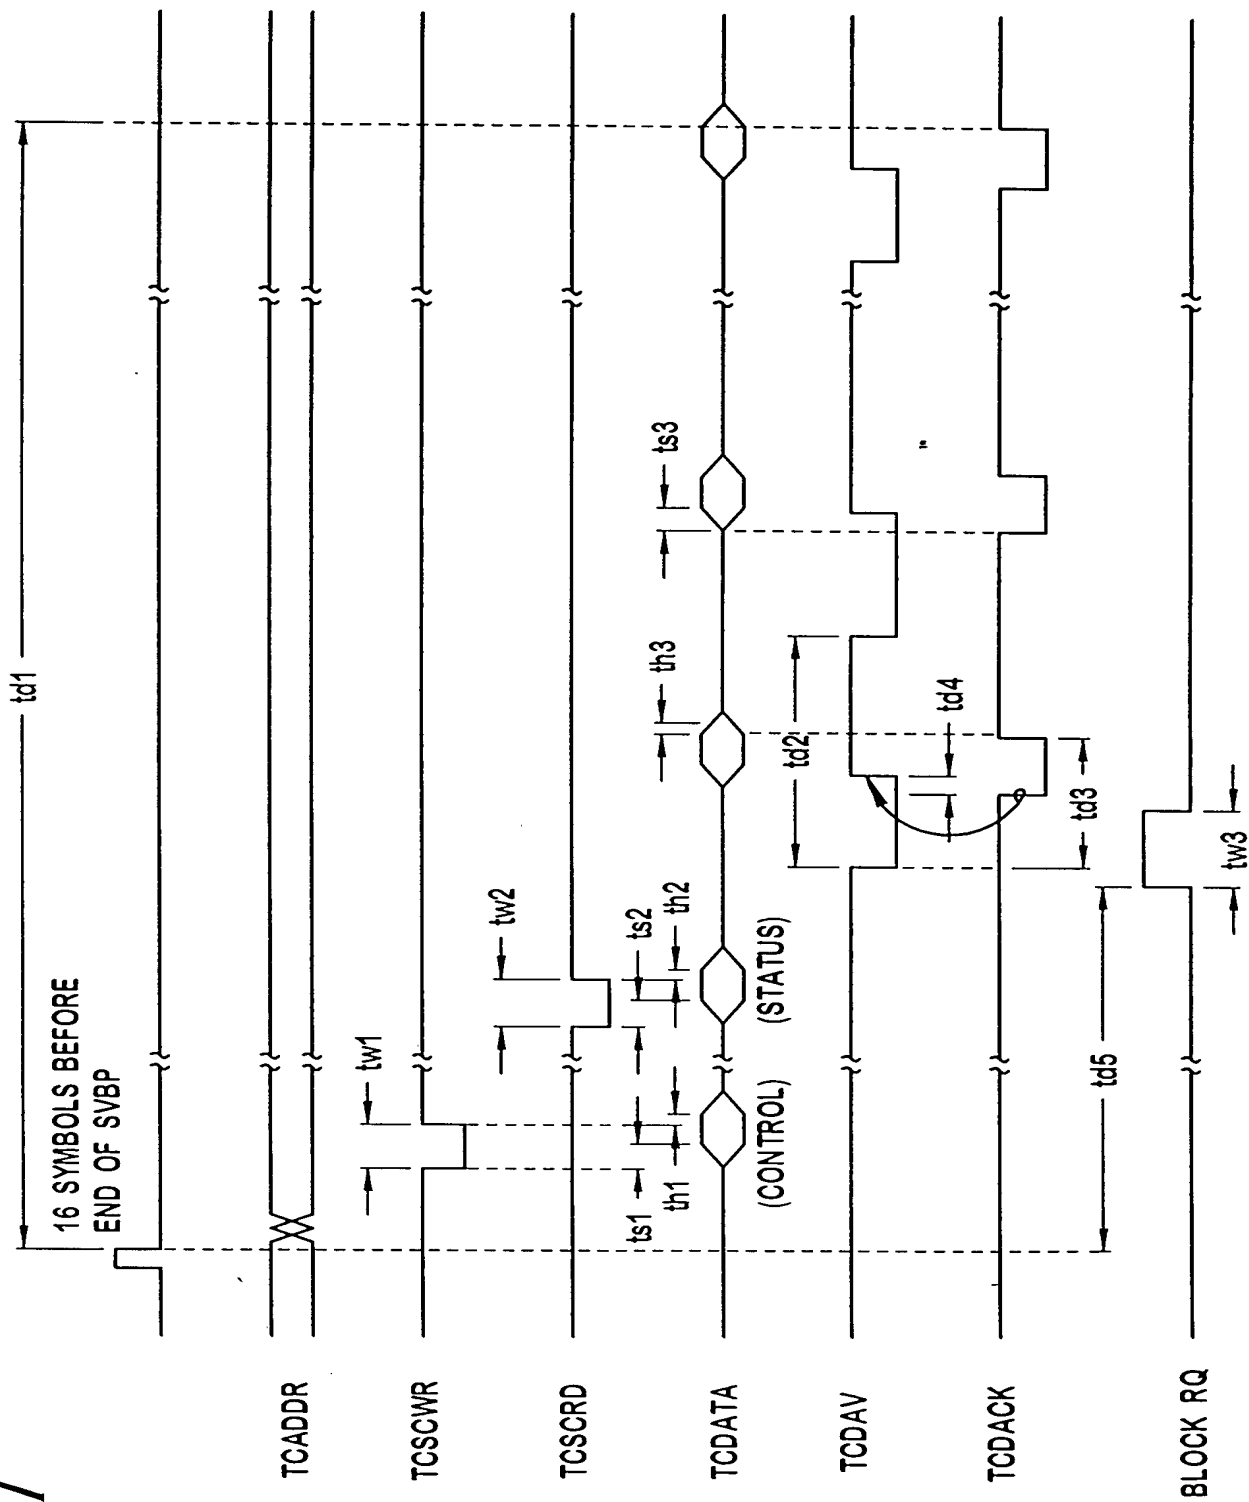 td1
16 SYMBOLS BEFORE
END OF SVBP
TCADDR
tw1
TCSCWR
tw2
TCSCRD
ts1
th1
ts2
th2
th3
ts3
TCDATA
(CONTROL)
(STATUS)
td2
TCDAV
td4
TCDACK
td3
td5
tw3
BLOCK RQ